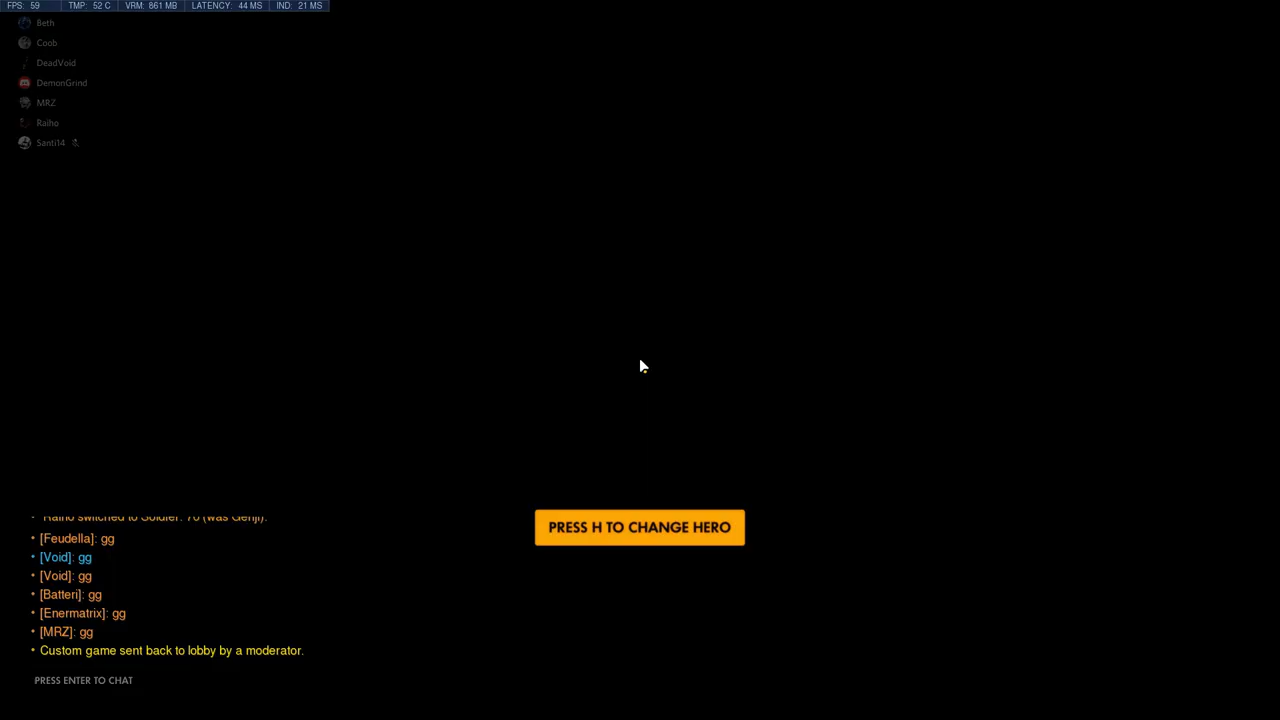 FPS: 59 TMP: 52 C VRM: 861 MB LATENCY: 44 MS IND: 21 MS
Beth
Coob
DeadVoid
DemonGrind
MRZ
Raiho
Santi14
• Raiho switched to Soldier: 76 (was Genji).
• [Feudella]: gg
• [Void]: gg
• [Void]: gg
• [Batteri]: gg
• [Enermatrix]: gg
• [MRZ]: gg
• Custom game sent back to lobby by a moderator.
PRESS H TO CHANGE HERO
PRESS ENTER TO CHAT